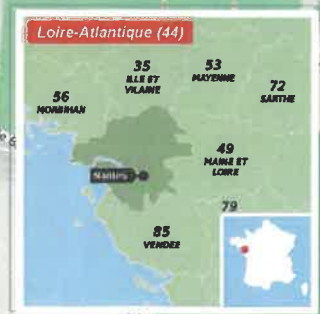 Loire-Atlantique (44)
35
ILLE ET
VILAINE
53
MAYENNE
72
SARTHE
56
MORBIHAN
49
MAINE ET
LOIRE
Nantes
79
85
VENDEE